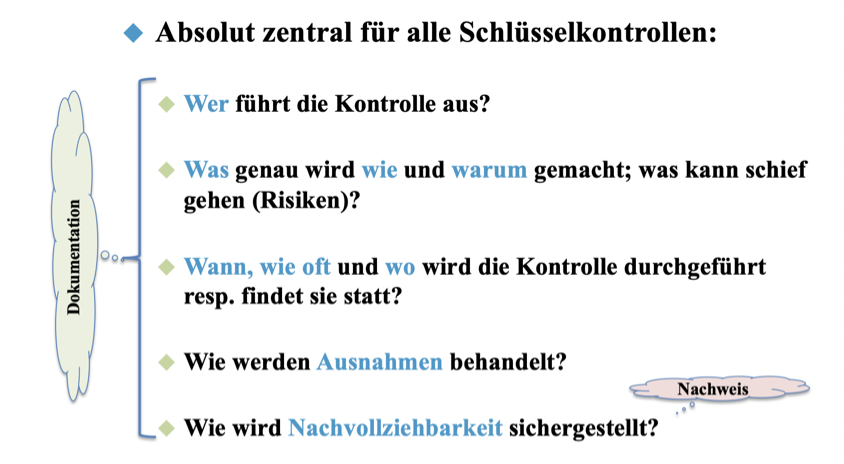 Absolut zentral für alle Schlüsselkontrollen:
Dokumentation
Wer führt die Kontrolle aus?
Was genau wird wie und warum gemacht; was kann schief
gehen (Risiken)?
Wann, wie oft und wo wird die Kontrolle durchgeführt
resp. findet sie statt?
Wie werden Ausnahmen behandelt?
Nachweis
Wie wird Nachvollziehbarkeit sichergestellt?